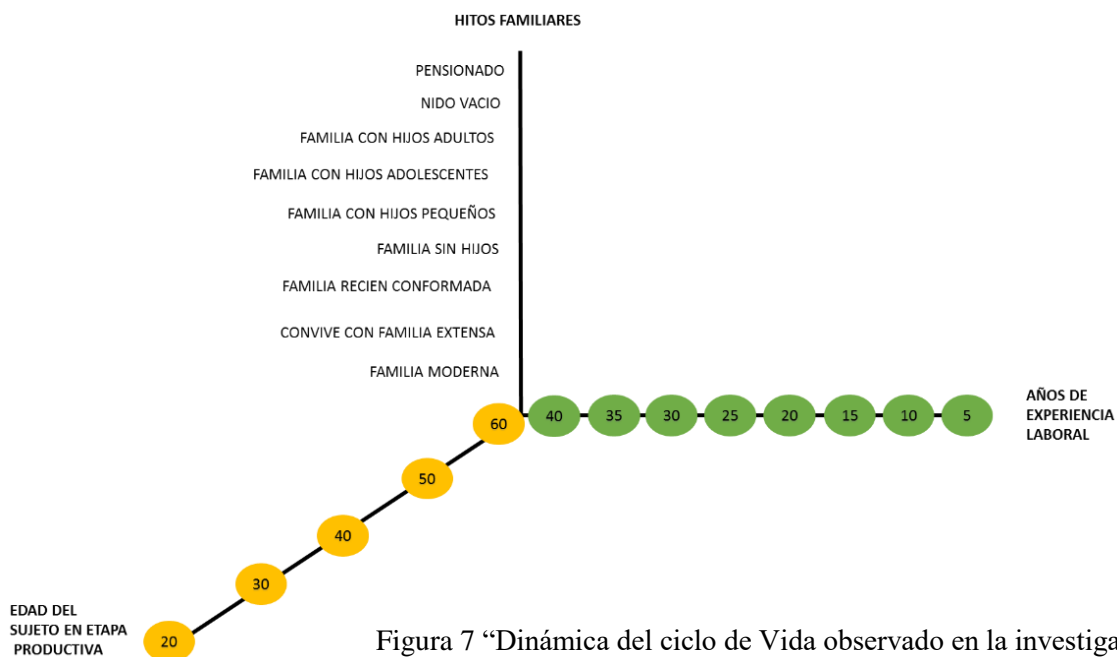 HITOS FAMILIARES
PENSIONADO
NIDO VACIO
FAMILIA CON HIJOS ADULTOS
FAMILIA CON HIJOS ADOLESCENTES
FAMILIA CON HIJOS PEQUEÑOS
FAMILIA SIN HIJOS
FAMILIA RECIEN CONFORMADA
CONVIVE CON FAMILIA EXTENSA
FAMILIA MODERNA
60
40
35
30
25
20
15
10
5
AÑOS DE
EXPERIENCIA
LABORAL
50
40
30
20
EDAD DEL
SUJETO EN ETAPA
PRODUCTIVA
Figura 7 “Dinámica del ciclo de Vida observado en la investiga